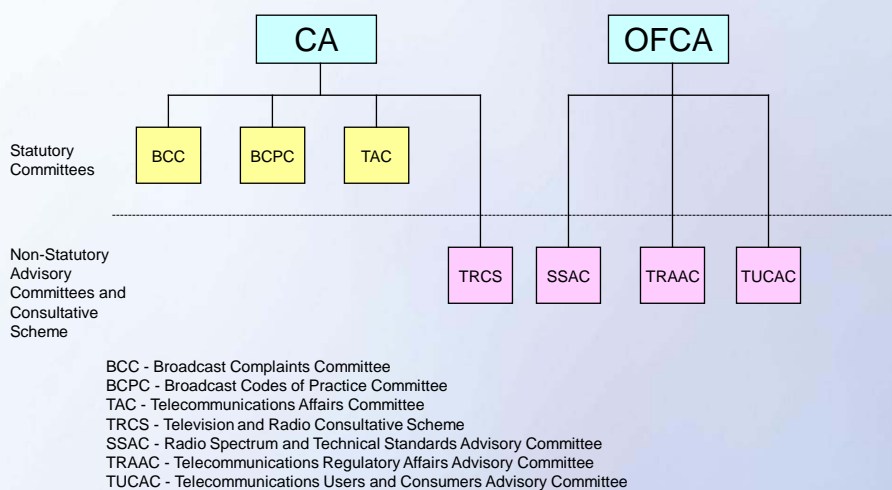 CA
OFCA
Statutory
Committees
BCC
BCPC
TAC
Non-Statutory
Advisory
Committees and
Consultative
Scheme
TRCS
SSAC
TRAAC
TUCAC
BCC - Broadcast Complaints Committee
BCPC - Broadcast Codes of Practice Committee
TAC - Telecommunications Affairs Committee
TRCS - Television and Radio Consultative Scheme
SSAC - Radio Spectrum and Technical Standards Advisory Committee
TRAAC - Telecommunications Regulatory Affairs Advisory Committee
TUCAC - Telecommunications Users and Consumers Advisory Committee